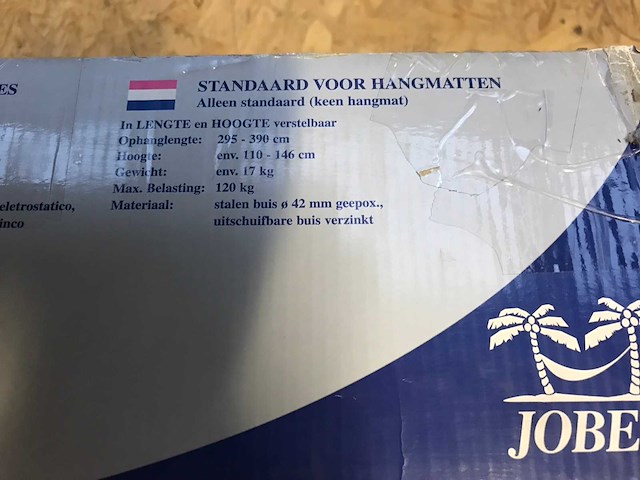 ES
STANDAARD VOOR HANGMATTEN
Alleen standaard (keen hangmat)
In LENGTE en HOOGTE verstelbaar
Ophanglengte: 295 - 390 cm
Hoogte: env. 110 - 146 cm
Gewicht: env. 17 kg
Max. Belasting: 120 kg
Materiaal: stalen buis ø 42 mm geepox.,
uitschuifbare buis verzinkt
eletrostatico,
inco
JOBE